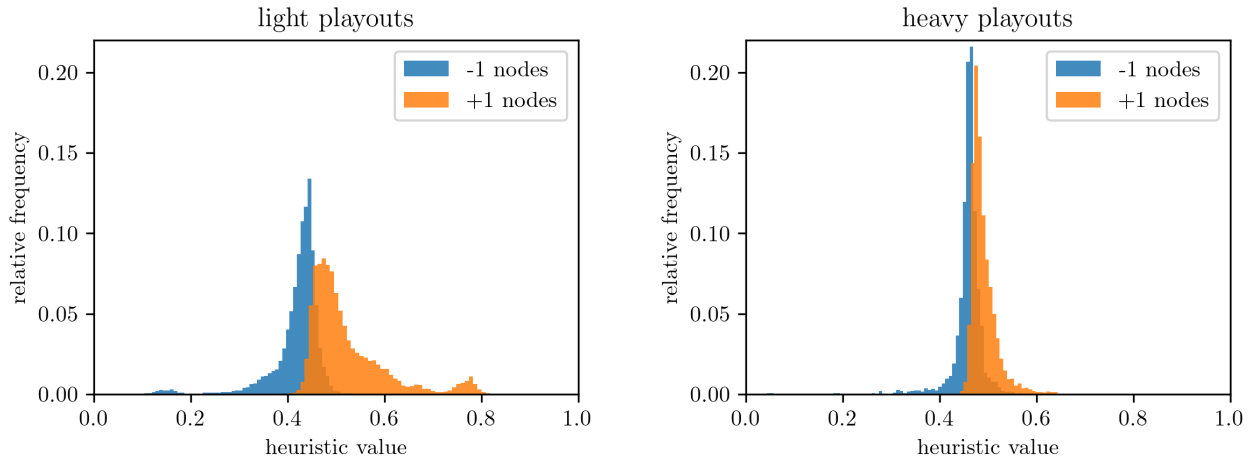 light playouts
-1 nodes
+1 nodes
relative frequency
0.20
0.15
0.10
0.05
0.00
0.0 0.2 0.4 0.6 0.8 1.0
heuristic value
heavy playouts
-1 nodes
+1 nodes
relative frequency
0.20
0.15
0.10
0.05
0.00
0.0 0.2 0.4 0.6 0.8 1.0
heuristic value